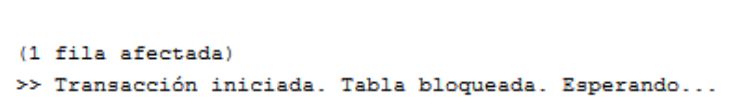 (1 fila afectada)
>> Transacción iniciada. Tabla bloqueada. Esperando...